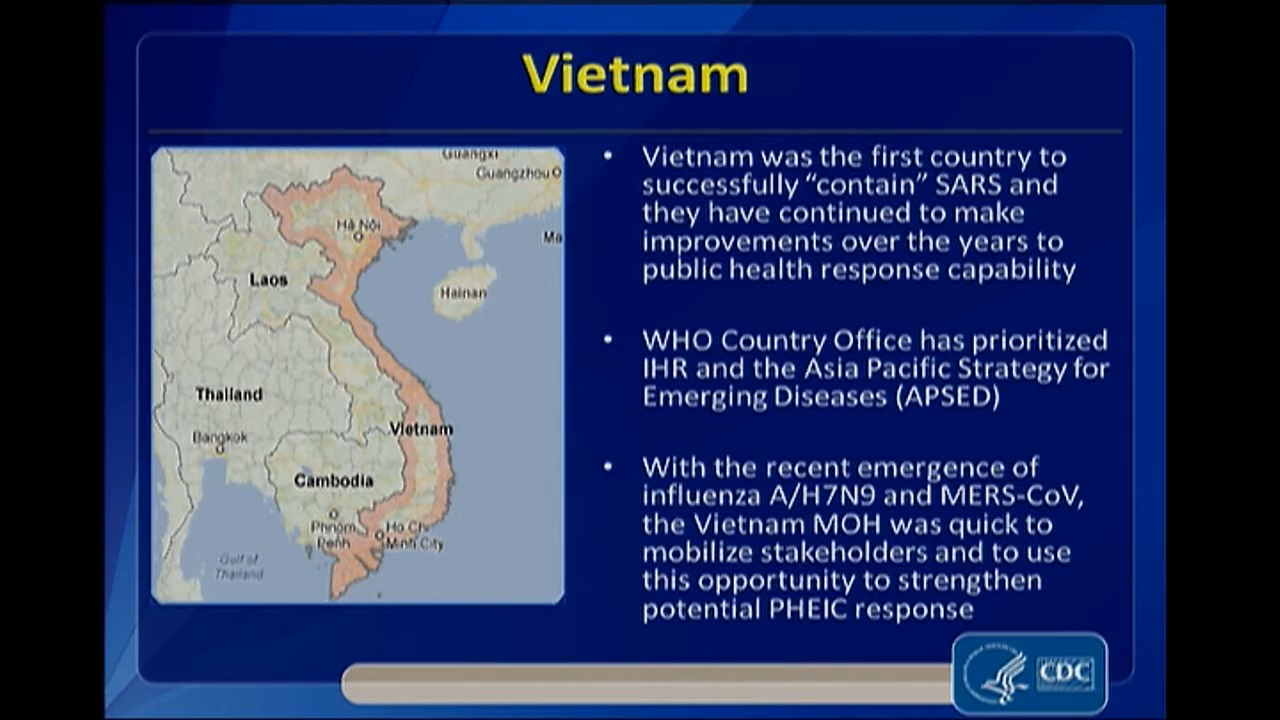 Vietnam
Guangxi
Guangzhou
Hà Nội
Ma
Laos
Hainan
Thailand
Bangkok
Vietnam
Cambodia
Phnom
Penh
Ho Chi
Minh City
Gulf of
Thailand
• Vietnam was the first country to
successfully “contain” SARS and
they have continued to make
improvements over the years to
public health response capability
• WHO Country Office has prioritized
IHR and the Asia Pacific Strategy for
Emerging Diseases (APSED)
• With the recent emergence of
influenza A/H7N9 and MERS-CoV,
the Vietnam MOH was quick to
mobilize stakeholders and to use
this opportunity to strengthen
potential PHEIC response
CDC